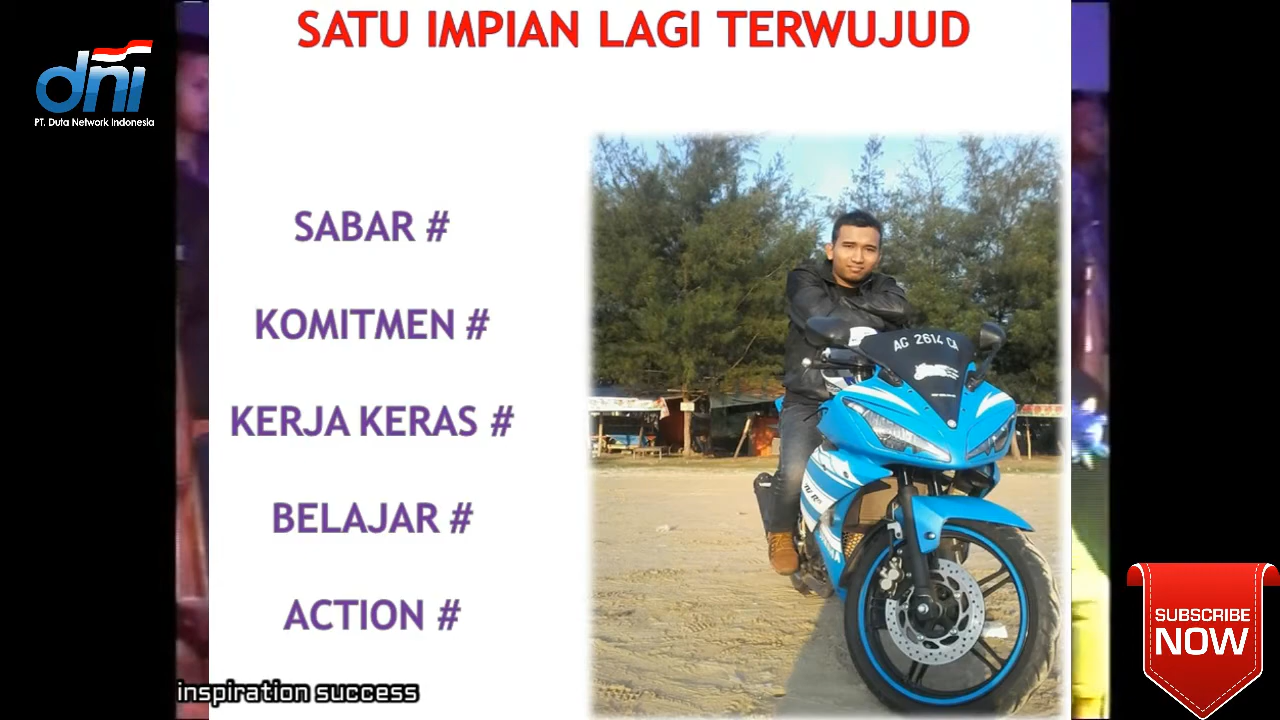 SATU IMPIAN LAGI TERWUJUD
dni
PT. Duta Network Indonesia
SABAR #
KOMITMEN #
KERJA KERAS #
BELAJAR #
ACTION #
AG 2614 CA
SUBSCRIBE
NOW
inspiration success